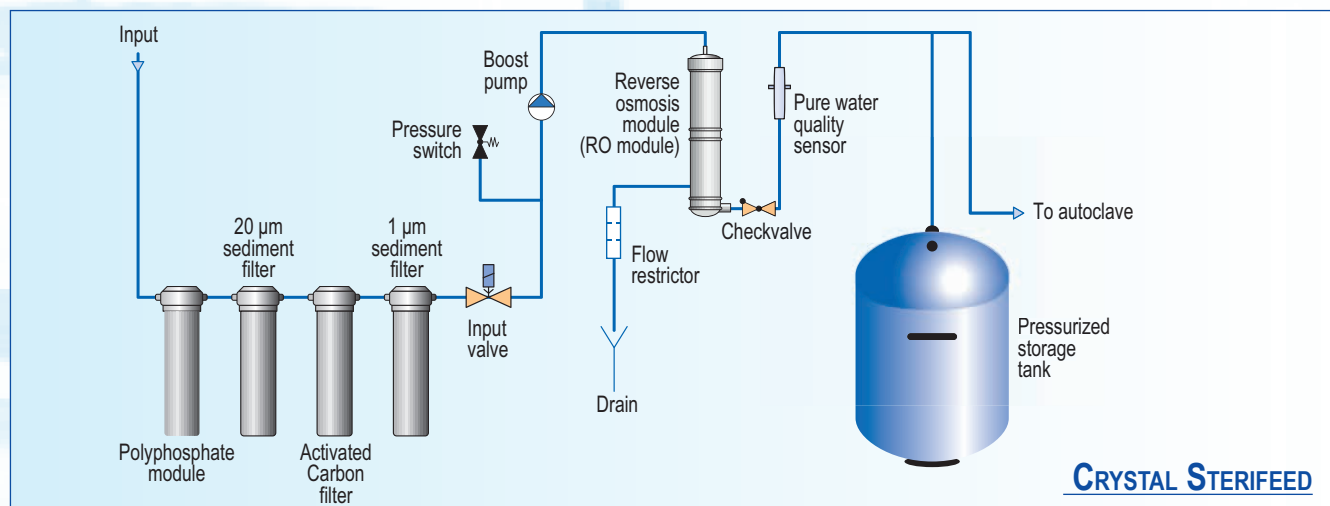 Input
Boost
pump
Pressure
switch
Reverse
osmosis
module
(RO module)
Pure water
quality
sensor
20 µm
sediment
filter
1 µm
sediment
filter
To autoclave
Checkvalve
Flow
restrictor
Input
valve
Pressurized
storage
tank
Drain
Polyphosphate
module
Activated
Carbon
filter
CRYSTAL STERIFEED